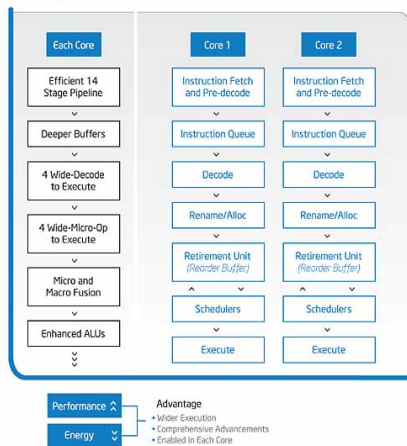 Each Core
Efficient 14
Stage Pipeline
Deeper Buffers
4 Wide-Decode
to Execute
4 Wide-Micro-Op
to Execute
Micro and
Macro Fusion
Enhanced ALUs
Core 1
Instruction Fetch
and Pre-decode
Instruction Queue
Decode
Rename/Alloc
Retirement Unit
(Reorder Buffer)
Schedulers
Execute
Core 2
Instruction Fetch
and Pre-decode
Instruction Queue
Decode
Rename/Alloc
Retirement Unit
(Reorder Buffer)
Schedulers
Execute
Performance
Energy
Advantage
• Wider Execution
• Comprehensive Advancements
• Enabled In Each Core